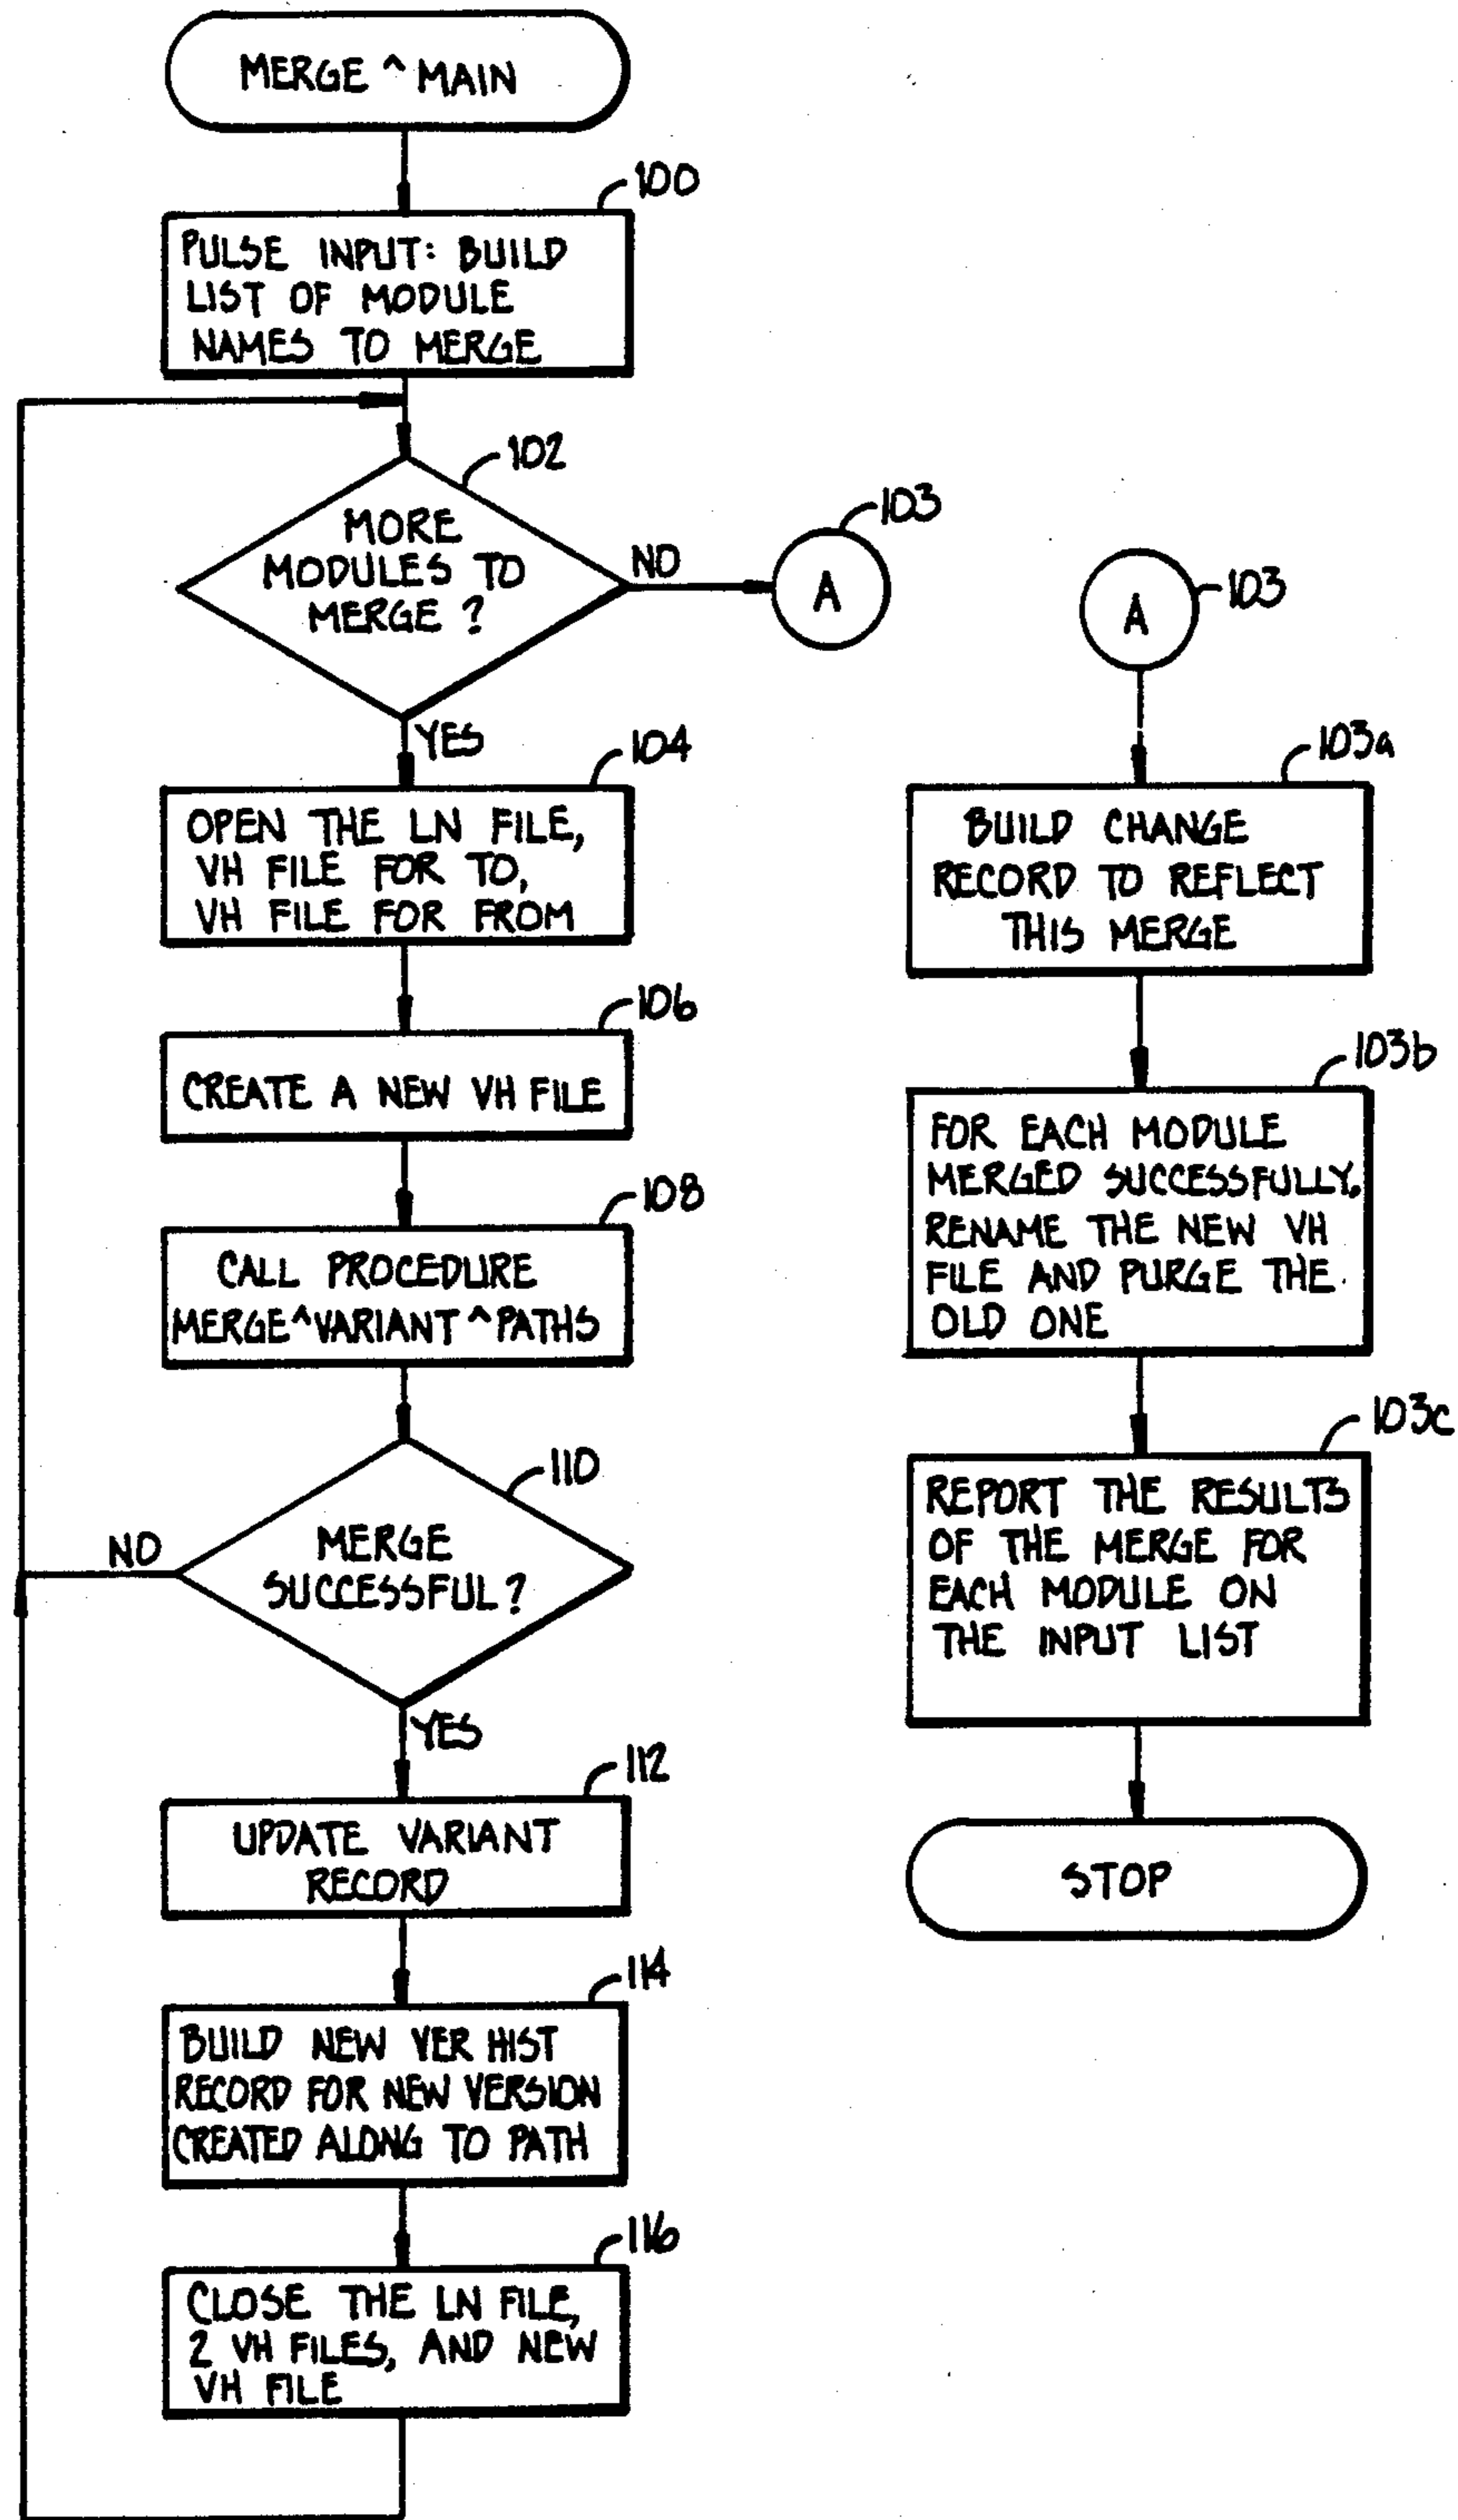 MERGE ^ MAIN
100
PULSE INPUT: BUILD
LIST OF MODULE
NAMES TO MERGE
102
MORE
MODULES TO
MERGE ?
NO
103
A
YES
104
OPEN THE LN FILE,
VH FILE FOR TO,
VH FILE FOR FROM
106
CREATE A NEW VH FILE
108
CALL PROCEDURE
MERGE^VARIANT^PATHS
110
MERGE
SUCCESSFUL?
NO
YES
112
UPDATE VARIANT
RECORD
114
BUILD NEW VER HIST
RECORD FOR NEW VERSION
CREATED ALONG TO PATH
116
CLOSE THE LN FILE,
2 VH FILES, AND NEW
VH FILE
103
A
103a
BUILD CHANGE
RECORD TO REFLECT
THIS MERGE
103b
FOR EACH MODULE
MERGED SUCCESSFULLY,
RENAME THE NEW VH
FILE AND PURGE THE
OLD ONE
103c
REPORT THE RESULTS
OF THE MERGE FOR
EACH MODULE ON
THE INPUT LIST
STOP